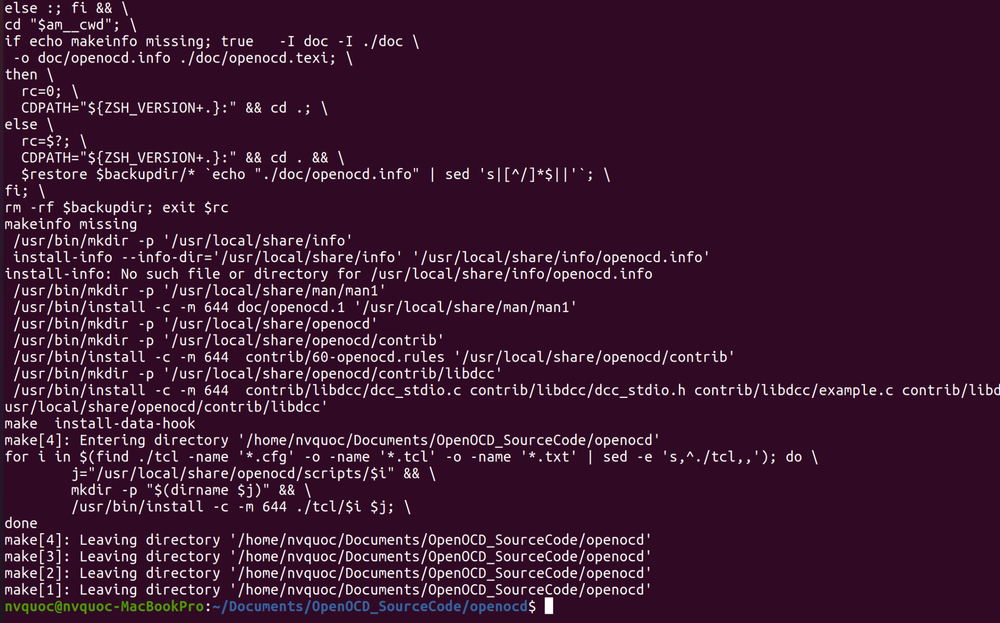 else :; fi && \
cd "$am__cwd"; \
if echo makeinfo missing; true   -I doc -I ./doc \
 -o doc/openocd.info ./doc/openocd.texi; \
then \
  rc=0; \
  CDPATH="${ZSH_VERSION+.}:" && cd .; \
else \
  rc=$?; \
  CDPATH="${ZSH_VERSION+.}:" && cd . && \
  $restore $backupdir/* `echo "./doc/openocd.info" | sed 's|[^/]*$||'`; \
fi; \
rm -rf $backupdir; exit $rc
makeinfo missing
 /usr/bin/mkdir -p '/usr/local/share/info'
 install-info --info-dir='/usr/local/share/info' '/usr/local/share/info/openocd.info'
install-info: No such file or directory for /usr/local/share/info/openocd.info
 /usr/bin/mkdir -p '/usr/local/share/man/man1'
 /usr/bin/install -c -m 644 doc/openocd.1 '/usr/local/share/man/man1'
 /usr/bin/mkdir -p '/usr/local/share/openocd'
 /usr/bin/mkdir -p '/usr/local/share/openocd/contrib'
 /usr/bin/install -c -m 644  contrib/60-openocd.rules '/usr/local/share/openocd/contrib'
 /usr/bin/mkdir -p '/usr/local/share/openocd/contrib/libdcc'
 /usr/bin/install -c -m 644  contrib/libdcc/dcc_stdio.c contrib/libdcc/dcc_stdio.h contrib/libdcc/example.c contrib/libd
usr/local/share/openocd/contrib/libdcc'
make  install-data-hook
make[4]: Entering directory '/home/nvquoc/Documents/OpenOCD_SourceCode/openocd'
for i in $(find ./tcl -name '*.cfg' -o -name '*.tcl' -o -name '*.txt' | sed -e 's,^./tcl,,'); do \
        j="/usr/local/share/openocd/scripts/$i" && \
        mkdir -p "$(dirname $j)" && \
        /usr/bin/install -c -m 644 ./tcl/$i $j; \
done
make[4]: Leaving directory '/home/nvquoc/Documents/OpenOCD_SourceCode/openocd'
make[3]: Leaving directory '/home/nvquoc/Documents/OpenOCD_SourceCode/openocd'
make[2]: Leaving directory '/home/nvquoc/Documents/OpenOCD_SourceCode/openocd'
make[1]: Leaving directory '/home/nvquoc/Documents/OpenOCD_SourceCode/openocd'
nvquoc@nvquoc-MacBookPro:~/Documents/OpenOCD_SourceCode/openocd$